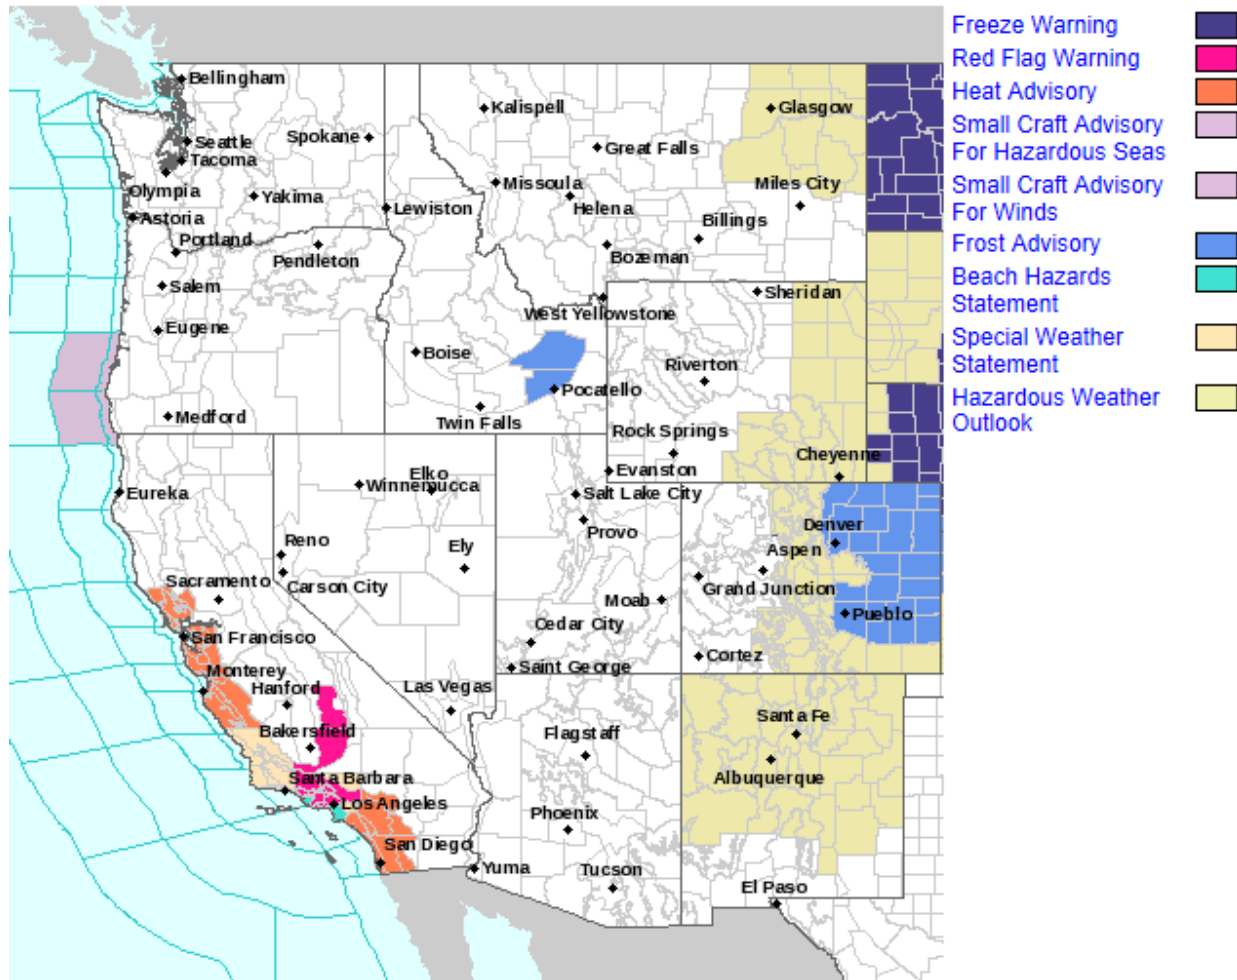 Freeze Warning
Red Flag Warning
Heat Advisory
Small Craft Advisory
For Hazardous Seas
Small Craft Advisory
For Winds
Frost Advisory
Beach Hazards
Statement
Special Weather
Statement
Hazardous Weather
Outlook
Bellingham
Kalispell
Glasgow
Seattle
Spokane
Great Falls
Tacoma
Olympia
Yakima
Missoula
Miles City
Astoria
Lewiston
Helena
Billings
Portland
Pendleton
Bozeman
Salem
Sheridan
West Yellowstone
Eugene
Boise
Riverton
Pocatello
Medford
Twin Falls
Rock Springs
Cheyenne
Evanston
Elko
Winnemucca
Eureka
Salt Lake City
Provo
Denver
Reno
Ely
Aspen
Sacramento
Carson City
Grand Junction
Moab
Pueblo
San Francisco
Cedar City
Cortez
Monterey
Saint George
Hanford
Las Vegas
Bakersfield
Flagstaff
Santa Fe
Santa Barbara
Albuquerque
Los Angeles
Phoenix
San Diego
Yuma
Tucson
El Paso